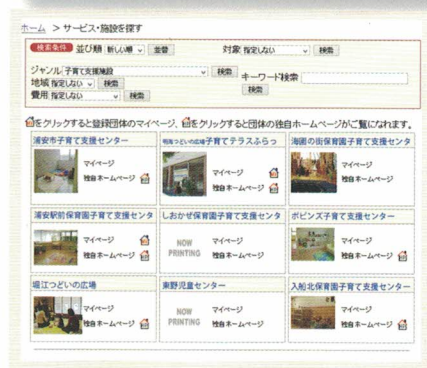 ホーム ＞サービス・施設を探す
検索条件 並び順 新しい順 並替 対象 指定しない 検索
ジャンル 子育て支援施設 検索 キーワード検索
地域 指定しない 検索 検索
費用 指定しない 検索
をクリックすると登録団体のマイページ、をクリックすると団体の独自ホームページがご覧になれます。
浦安市子育て支援センター 子育てテラスふらっ 海園の街保育園子育て支援センタ
マイページ マイページ マイページ
独自ホームページ 独自ホームページ 独自ホームページ
浦安駅前保育園子育て支援センタ しおかぜ保育園子育て支援センタ ポピンズ子育て支援センター
マイページ NOW PRINTING マイページ マイページ
独自ホームページ 独自ホームページ 独自ホームページ
堀江つどいの広場 東野児童センター 入船北保育園子育て支援センタ
マイページ NOW PRINTING マイページ マイページ
独自ホームページ 独自ホームページ 独自ホームページ